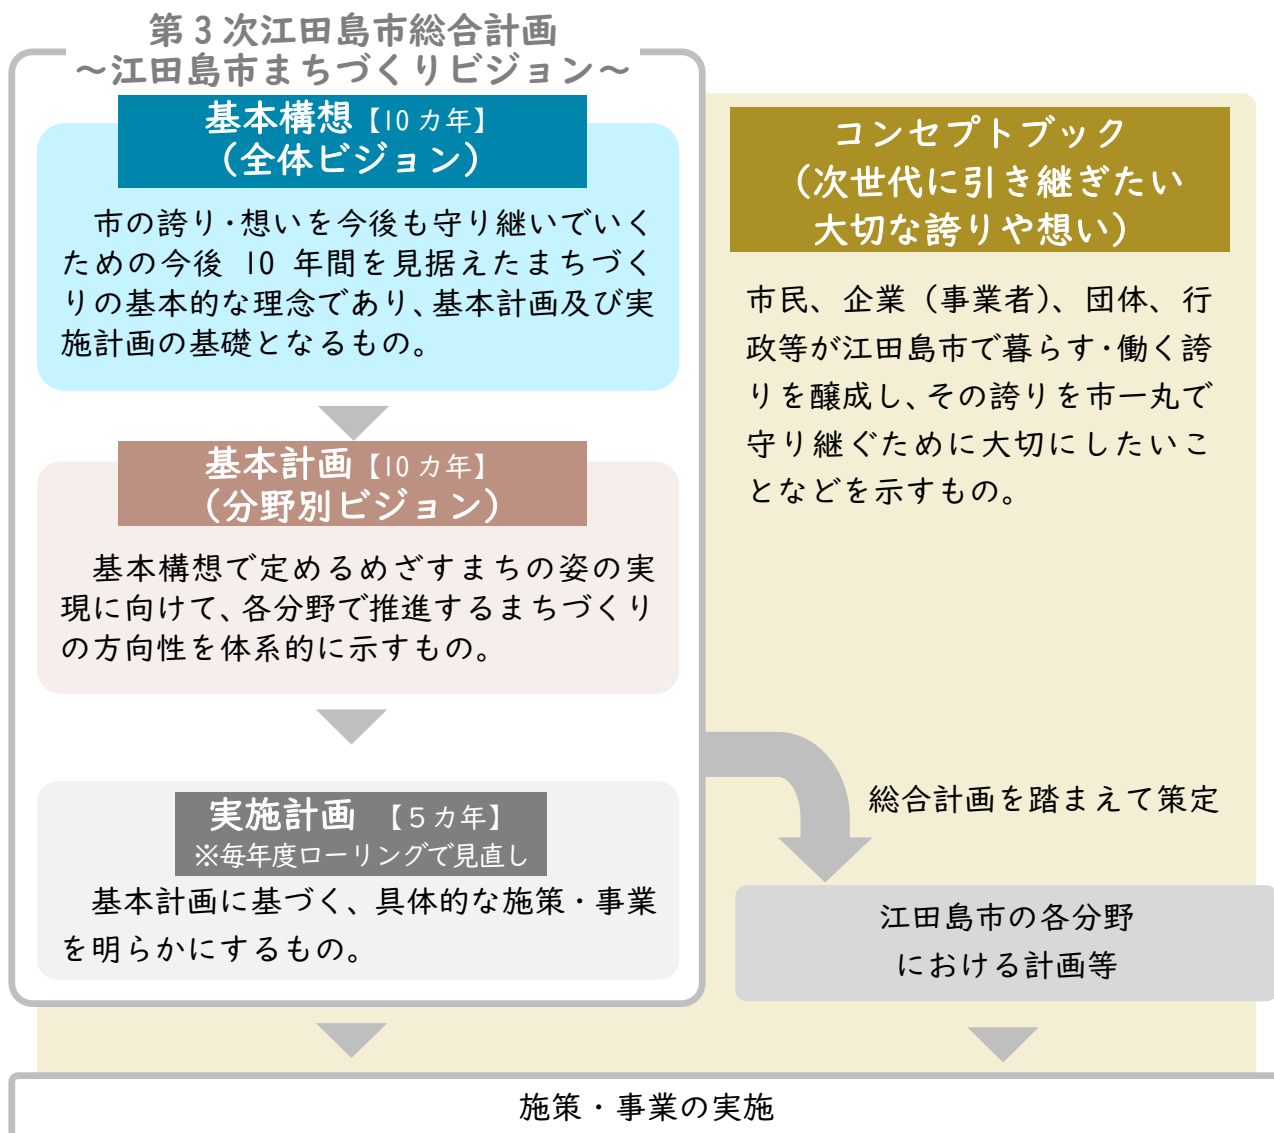 第3次江田島市総合計画
～江田島市まちづくりビジョン～
基本構想【10カ年】
（全体ビジョン）
市の誇り・想いを今後も守り継いでいく
ための今後 10 年間を見据えたまちづく
りの基本的な理念であり、基本計画及び実
施計画の基礎となるもの。
基本計画【10カ年】
（分野別ビジョン）
基本構想で定めるめざすまちの姿の実
現に向けて、各分野で推進するまちづくり
の方向性を体系的に示すもの。
実施計画 【5カ年】
※毎年度ローリングで見直し
基本計画に基づく、具体的な施策・事業
を明らかにするもの。
コンセプトブック
（次世代に引き継ぎたい
大切な誇りや想い）
市民、企業（事業者）、団体、行
政等が江田島市で暮らす・働く誇
りを醸成し、その誇りを市一丸で
守り継ぐために大切にしたいこ
となどを示すもの。
総合計画を踏まえて策定
江田島市の各分野
における計画等
施策・事業の実施